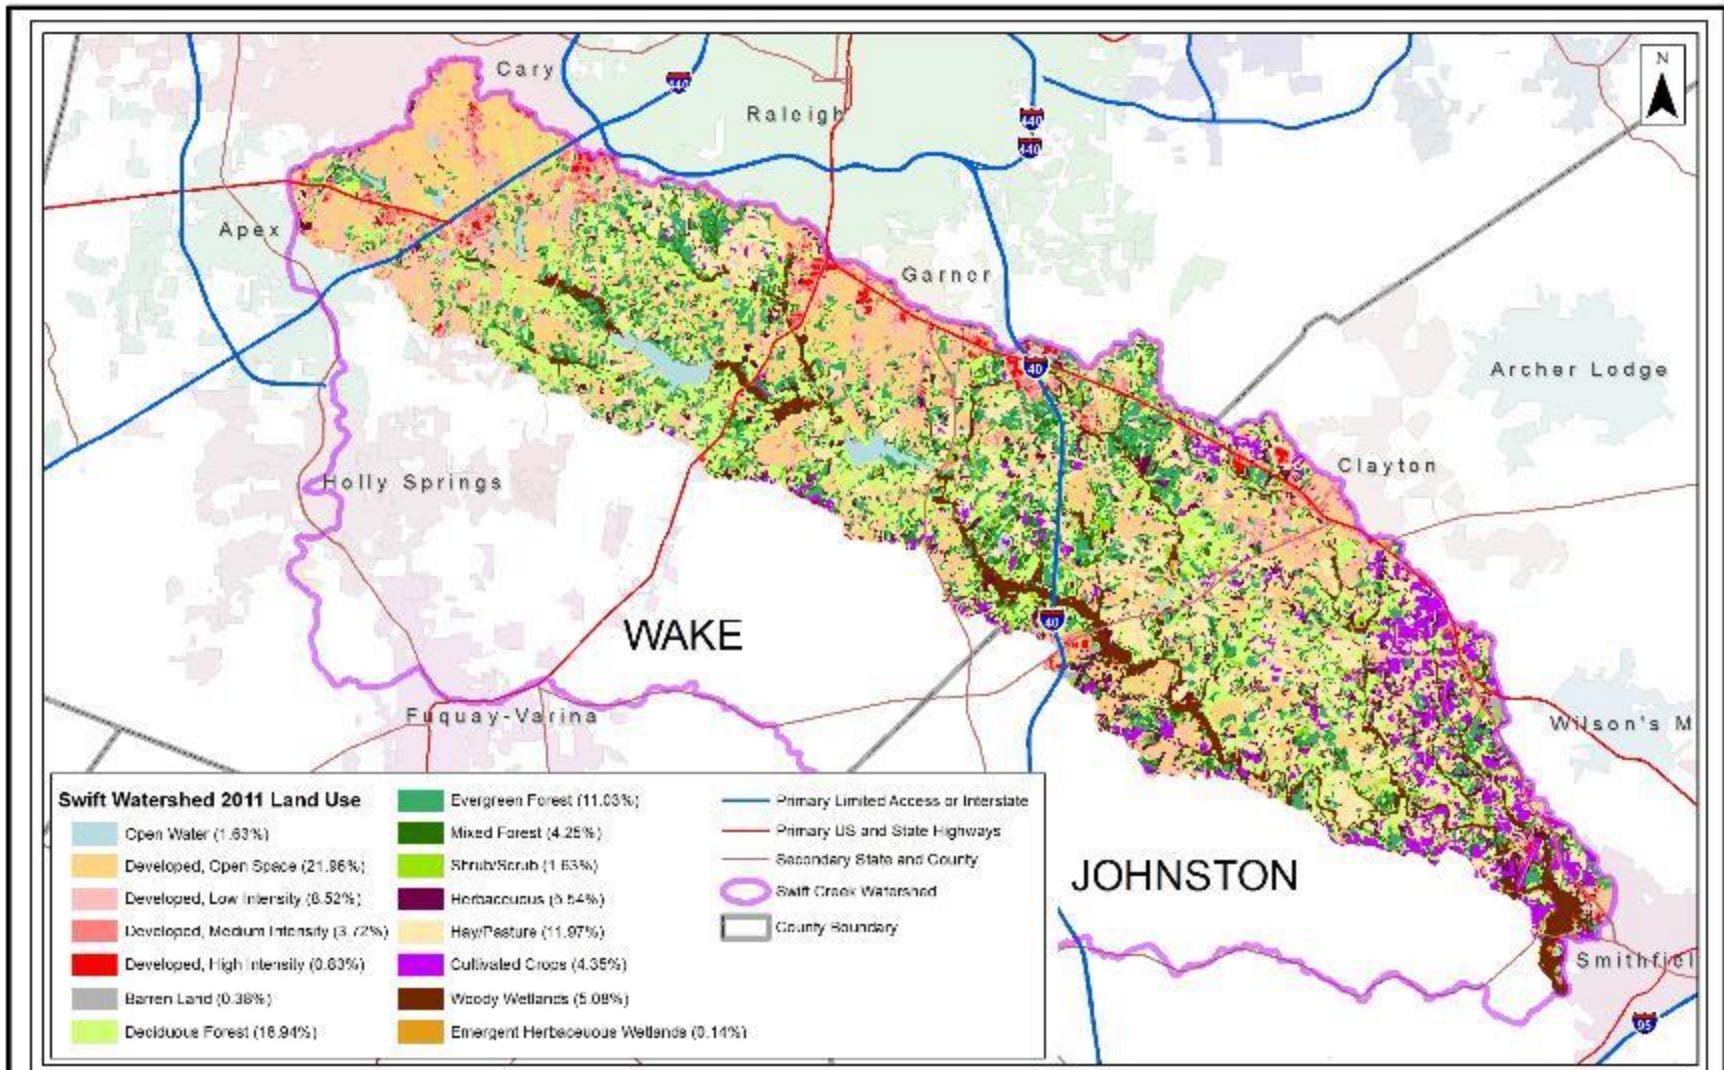 N
Cary
440
Raleigh
440
440
Apex
Garner
40
Archer Lodge
Clayton
Holly Springs
40
WAKE
Fuquay-Varina
Wilson's M
JOHNSTON
Smithfiel
95
Swift Watershed 2011 Land Use
Open Water (1.63%)
Developed, Open Space (21.96%)
Developed, Low Intensity (8.52%)
Developed, Medium Intensity (3.72%)
Developed, High Intensity (0.83%)
Barren Land (0.38%)
Deciduous Forest (18.94%)
Evergreen Forest (11.03%)
Mixed Forest (4.25%)
Shrub/Scrub (1.63%)
Herbaceuous (5.54%)
Hay/Pasture (11.97%)
Cultivated Crops (4.35%)
Woody Wetlands (5.08%)
Emergent Herbaceuous Wetlands (0.14%)
Primary Limited Access or Interstate
Primary US and State Highways
Secondary State and County
Swift Creek Watershed
County Boundary